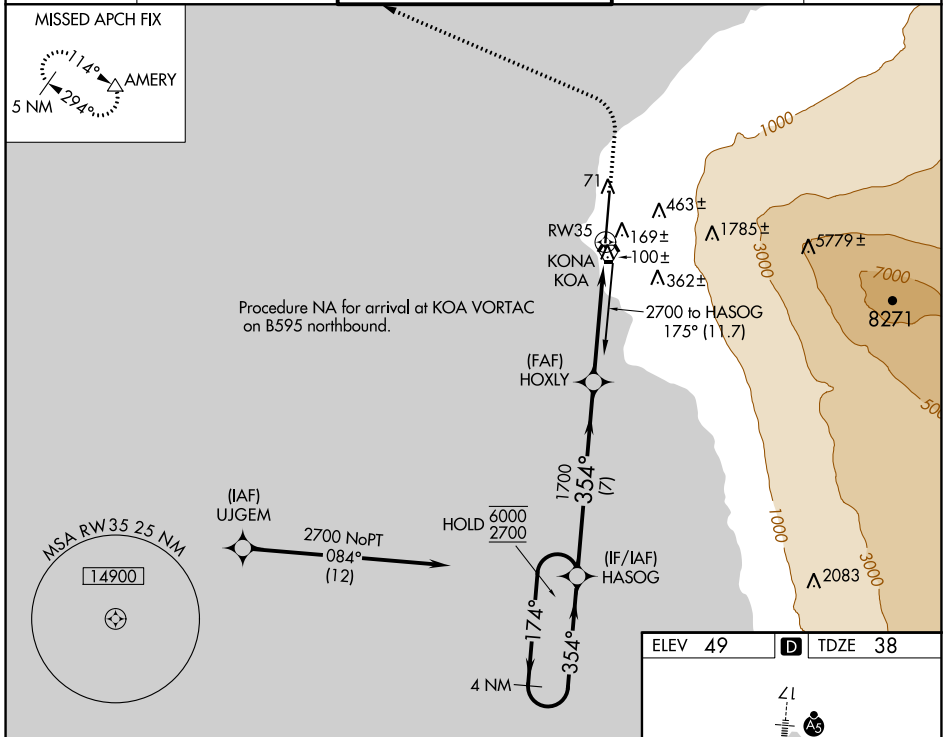 MISSED APCH FIX
114°
AMERY
5 NM
294°
1000
71
463±
RW35
169±
1785±
5779±
KONA
KOA
100±
3000
7000
362±
8271
Procedure NA for arrival at KOA VORTAC
on B595 northbound.
2700 to HASOG
175° (11.7)
(FAF)
HOXLY
1700
354°
(7)
(IAF)
UJGEM
HOLD 6000
2700
2700 NoPT
084°
(12)
MSA RW35 25 NM
14900
(IF/IAF)
HASOG
1000
3000
2083
174°
354°
4 NM
ELEV 49
D
TDZE 38
17
A5